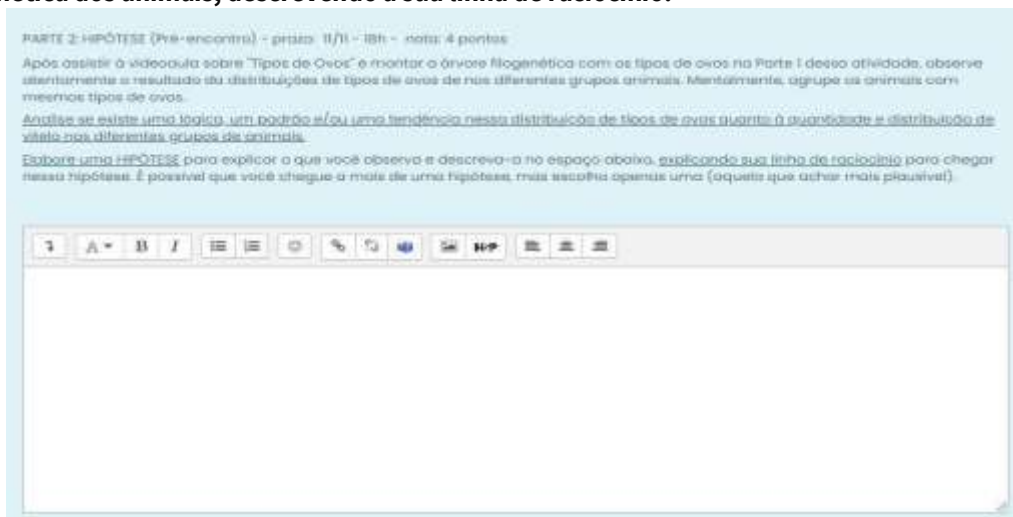 PARTE 2: HIPÓTESE (Pré-encontro) - prazo: 11/11 - 18h - nota: 4 pontos
Após assistir à videoaula sobre "Tipos de Ovos" e montar a árvore filogenética com os tipos de ovos na Parte 1 dessa atividade, observe
atentamente o resultado da distribuições de tipos de ovos de nos diferentes grupos animais. Mentalmente, agrupe os animais com
mesmos tipos de ovos.
Analise se existe uma lógica, um padrão e/ou uma tendência nessa distribuição de tipos de ovos quanto à quantidade e distribuição de
vitelo nos diferentes grupos de animais.
Elabore uma HIPÓTESE para explicar o que você observa e descreva-a no espaço abaixo, explicando sua linha de raciocínio para chegar
nessa hipótese. É possível que você chegue a mais de uma hipótese, mas escolha apenas uma (aquela que achar mais plausível).
A B I
H-P